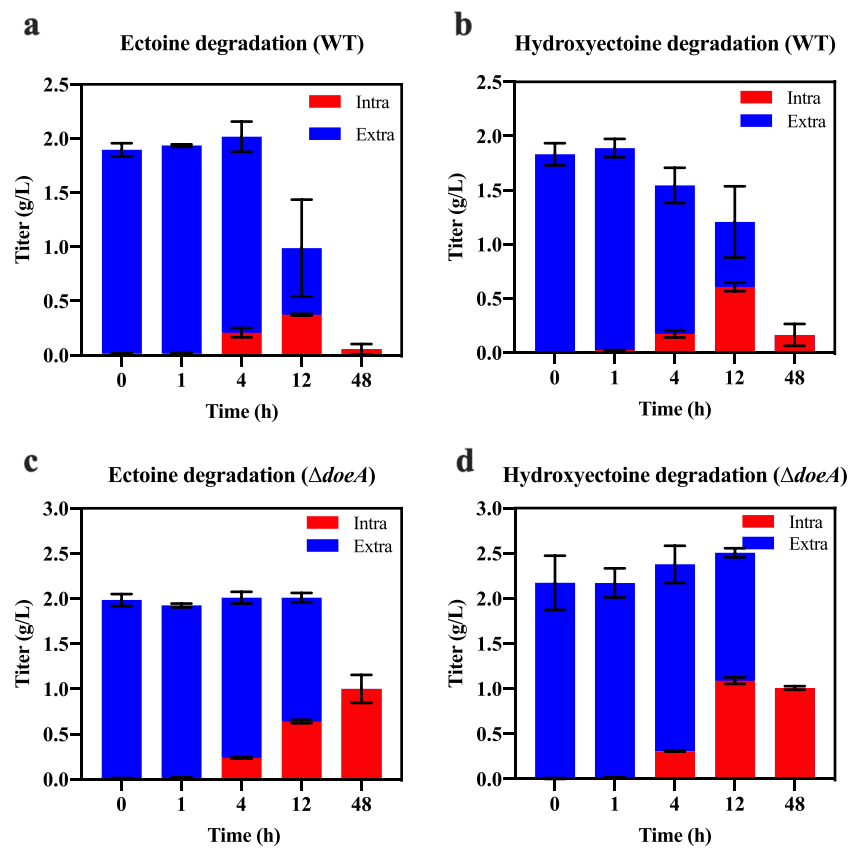 a
Ectoine degradation (WT)
2.5
2.0
1.5
1.0
0.5
0.0
Titer (g/L)
Intra
Extra
0 1 4 12 48
Time (h)
b
Hydroxyectoine degradation (WT)
2.5
2.0
1.5
1.0
0.5
0.0
Titer (g/L)
Intra
Extra
0 1 4 12 48
Time (h)
c
Ectoine degradation (ΔdoeA)
3.0
2.5
2.0
1.5
1.0
0.5
0.0
Titer (g/L)
Intra
Extra
0 1 4 12 48
Time (h)
d
Hydroxyectoine degradation (ΔdoeA)
3.0
2.5
2.0
1.5
1.0
0.5
0.0
Titer (g/L)
Intra
Extra
0 1 4 12 48
Time (h)